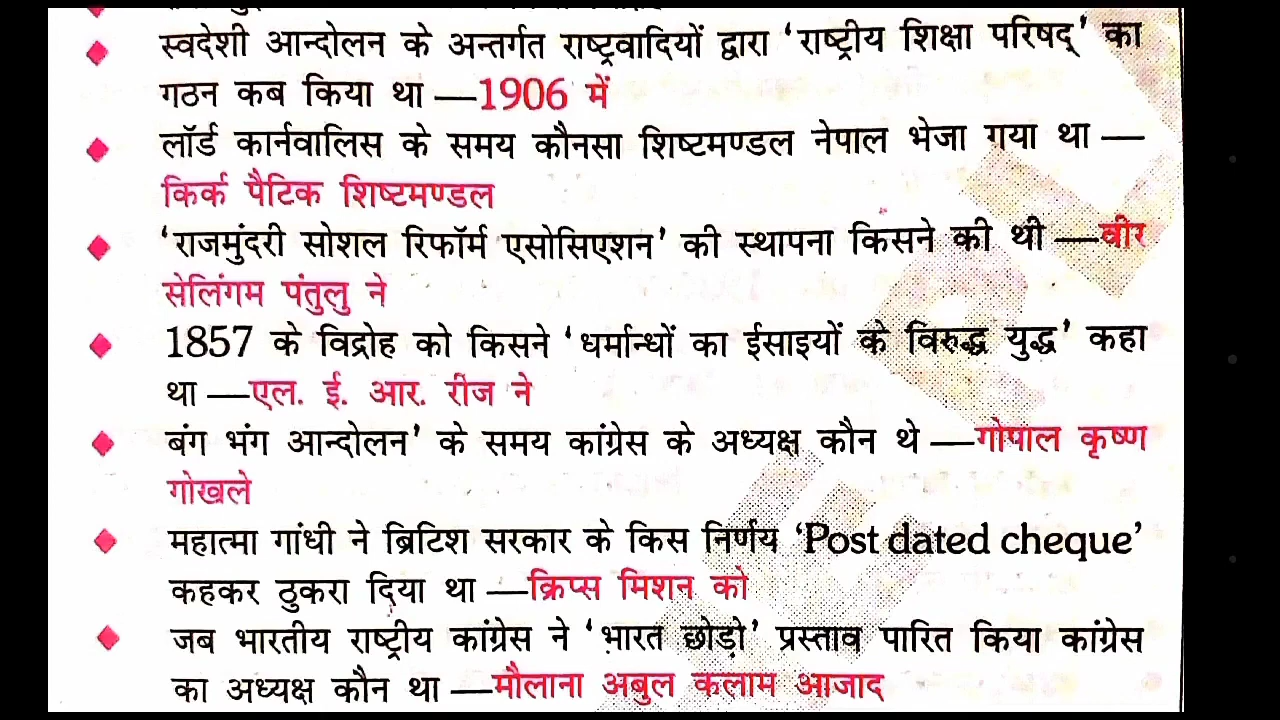 स्वदेशी आन्दोलन के अन्तर्गत राष्ट्रवादियों द्वारा ‘राष्ट्रीय शिक्षा परिषद्’ का
गठन कब किया था —1906 में
लॉर्ड कार्नवालिस के समय कौनसा शिष्टमण्डल नेपाल भेजा गया था —
किर्क पैटिक शिष्टमण्डल
‘राजमुंदरी सोशल रिफॉर्म एसोसिएशन’ की स्थापना किसने की थी —वीर
सेलिंगम पंतुलु ने
1857 के विद्रोह को किसने ‘धर्मान्धों का ईसाइयों के विरुद्ध युद्ध’ कहा
था —एल. ई. आर. रीज ने
बंग भंग आन्दोलन’ के समय कांग्रेस के अध्यक्ष कौन थे —गोपाल कृष्ण
गोखले
महात्मा गांधी ने ब्रिटिश सरकार के किस निर्णय ‘Post dated cheque’
कहकर ठुकरा दिया था —क्रिप्स मिशन को
जब भारतीय राष्ट्रीय कांग्रेस ने ‘भारत छोड़ो’ प्रस्ताव पारित किया कांग्रेस
का अध्यक्ष कौन था —मौलाना अबुल कलाम आजाद